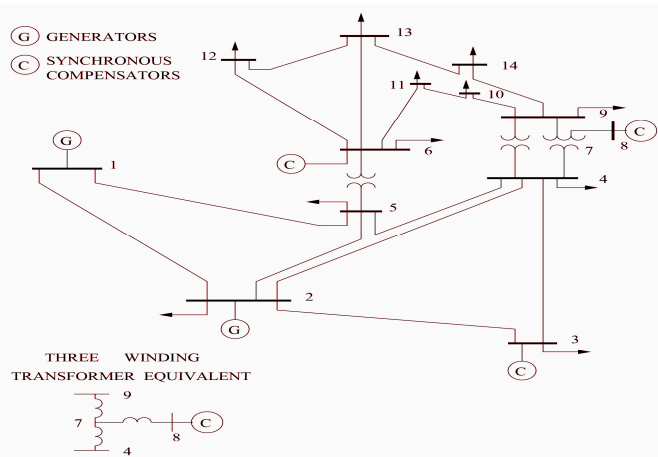 G GENERATORS
C SYNCHRONOUS
COMPENSATORS
13
12
14
11
10
9
G
C
8
7
1
C
6
4
5
2
G
3
C
THREE WINDING
TRANSFORMER EQUIVALENT
9
7
C
8
4